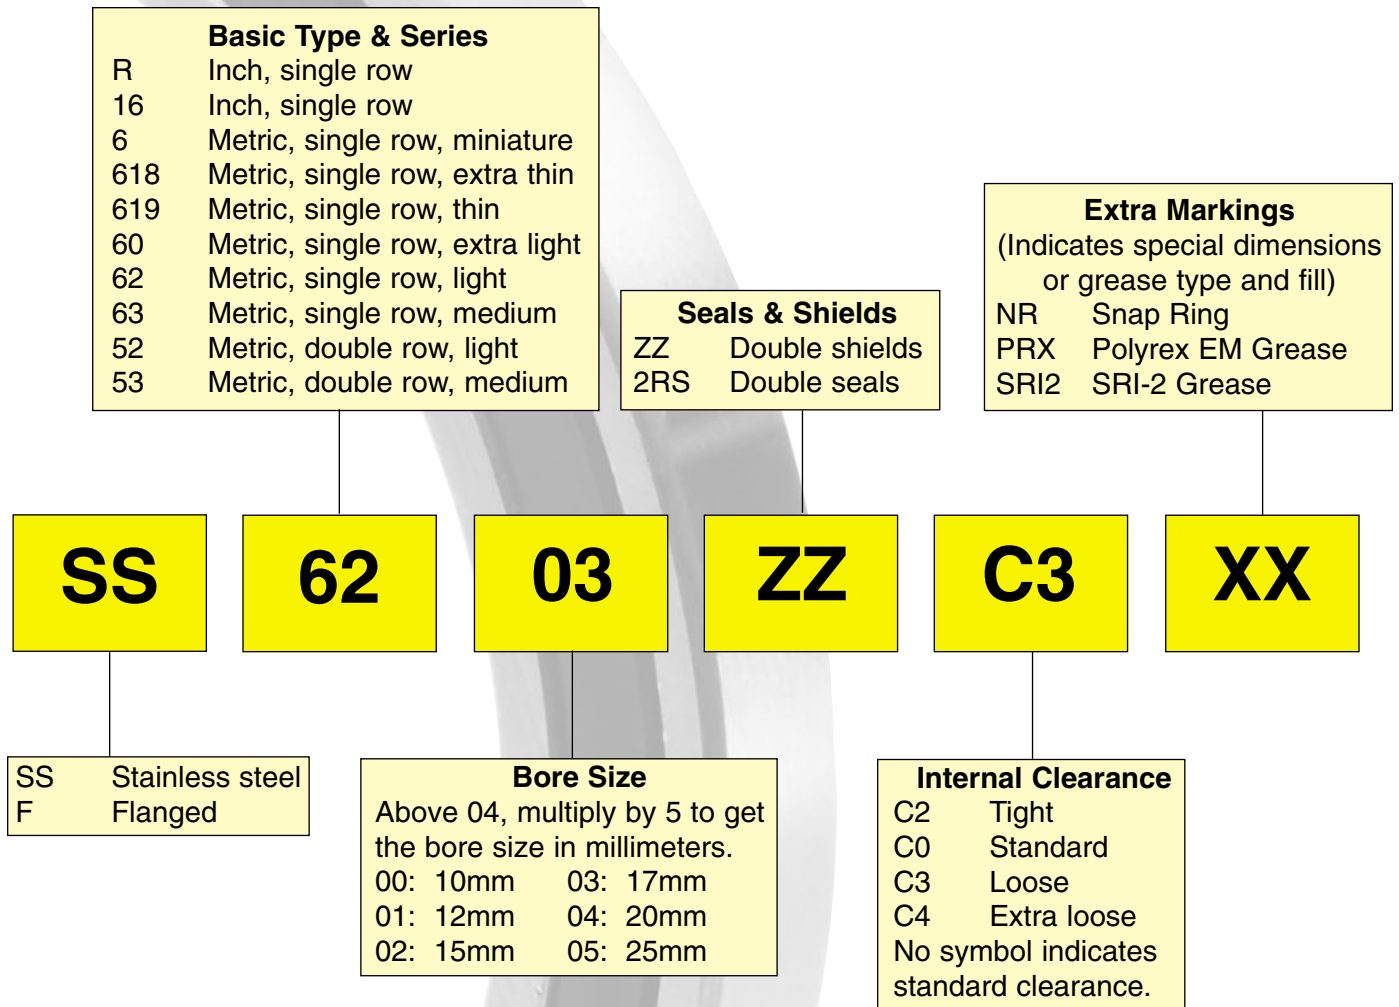 Basic Type & Series
R Inch, single row
16 Inch, single row
6 Metric, single row, miniature
618 Metric, single row, extra thin
619 Metric, single row, thin
60 Metric, single row, extra light
62 Metric, single row, light
63 Metric, single row, medium
52 Metric, double row, light
53 Metric, double row, medium
Seals & Shields
ZZ Double shields
2RS Double seals
Extra Markings
(Indicates special dimensions
or grease type and fill)
NR Snap Ring
PRX Polyrex EM Grease
SRI2 SRI-2 Grease
SS 62 03 ZZ C3 XX
SS Stainless steel
F Flanged
Bore Size
Above 04, multiply by 5 to get
the bore size in millimeters.
00: 10mm 03: 17mm
01: 12mm 04: 20mm
02: 15mm 05: 25mm
Internal Clearance
C2 Tight
C0 Standard
C3 Loose
C4 Extra loose
No symbol indicates
standard clearance.